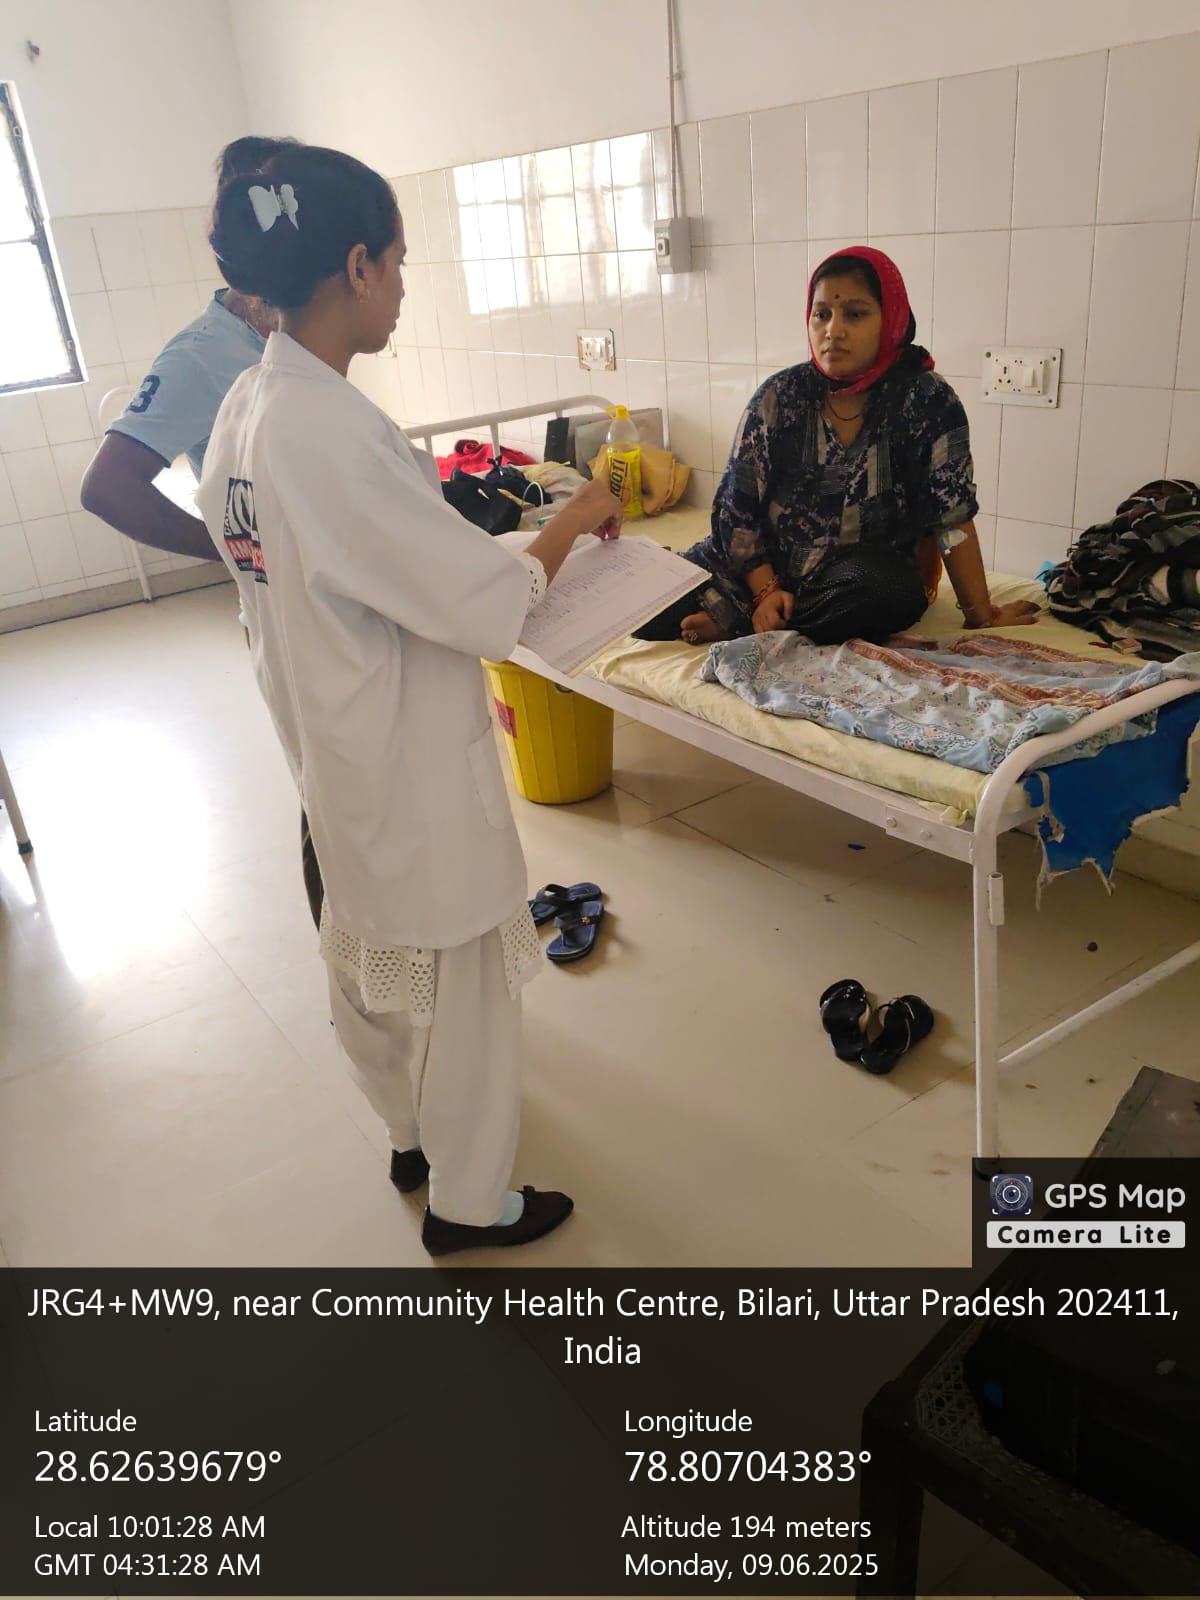 3
GPS Map
Camera Lite
JRG4+MW9, near Community Health Centre, Bilari, Uttar Pradesh 202411,
India
Latitude
28.62639679°
Longitude
78.80704383°
Local 10:01:28 AM
GMT 04:31:28 AM
Altitude 194 meters
Monday, 09.06.2025